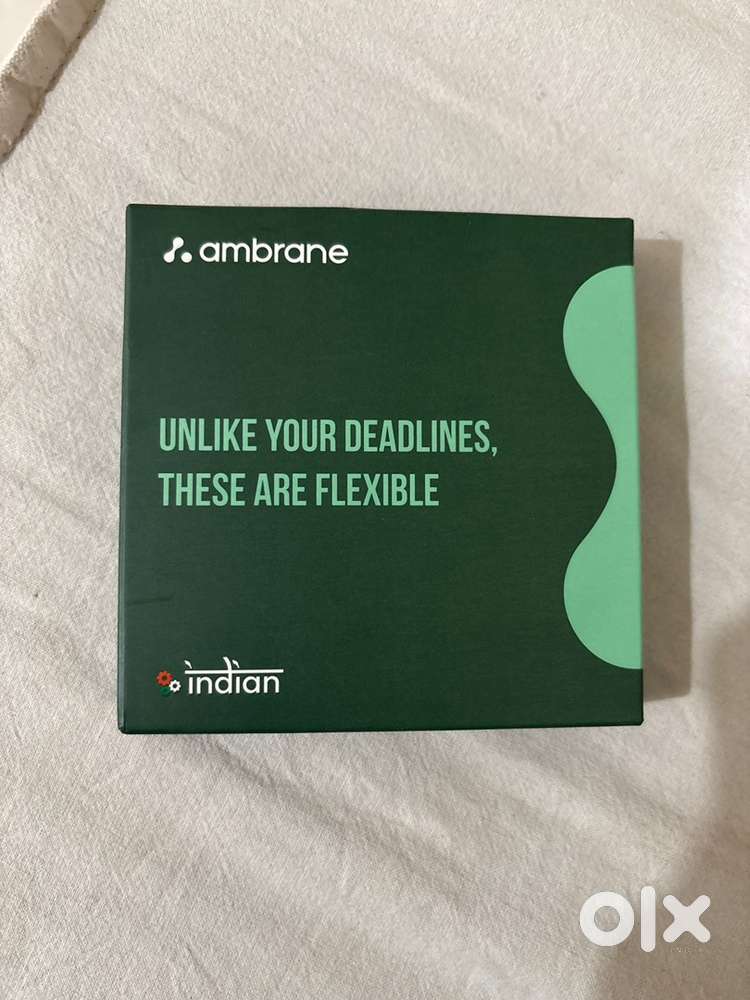 ambrane
UNLIKE YOUR DEADLINES,
THESE ARE FLEXIBLE
indian
olx